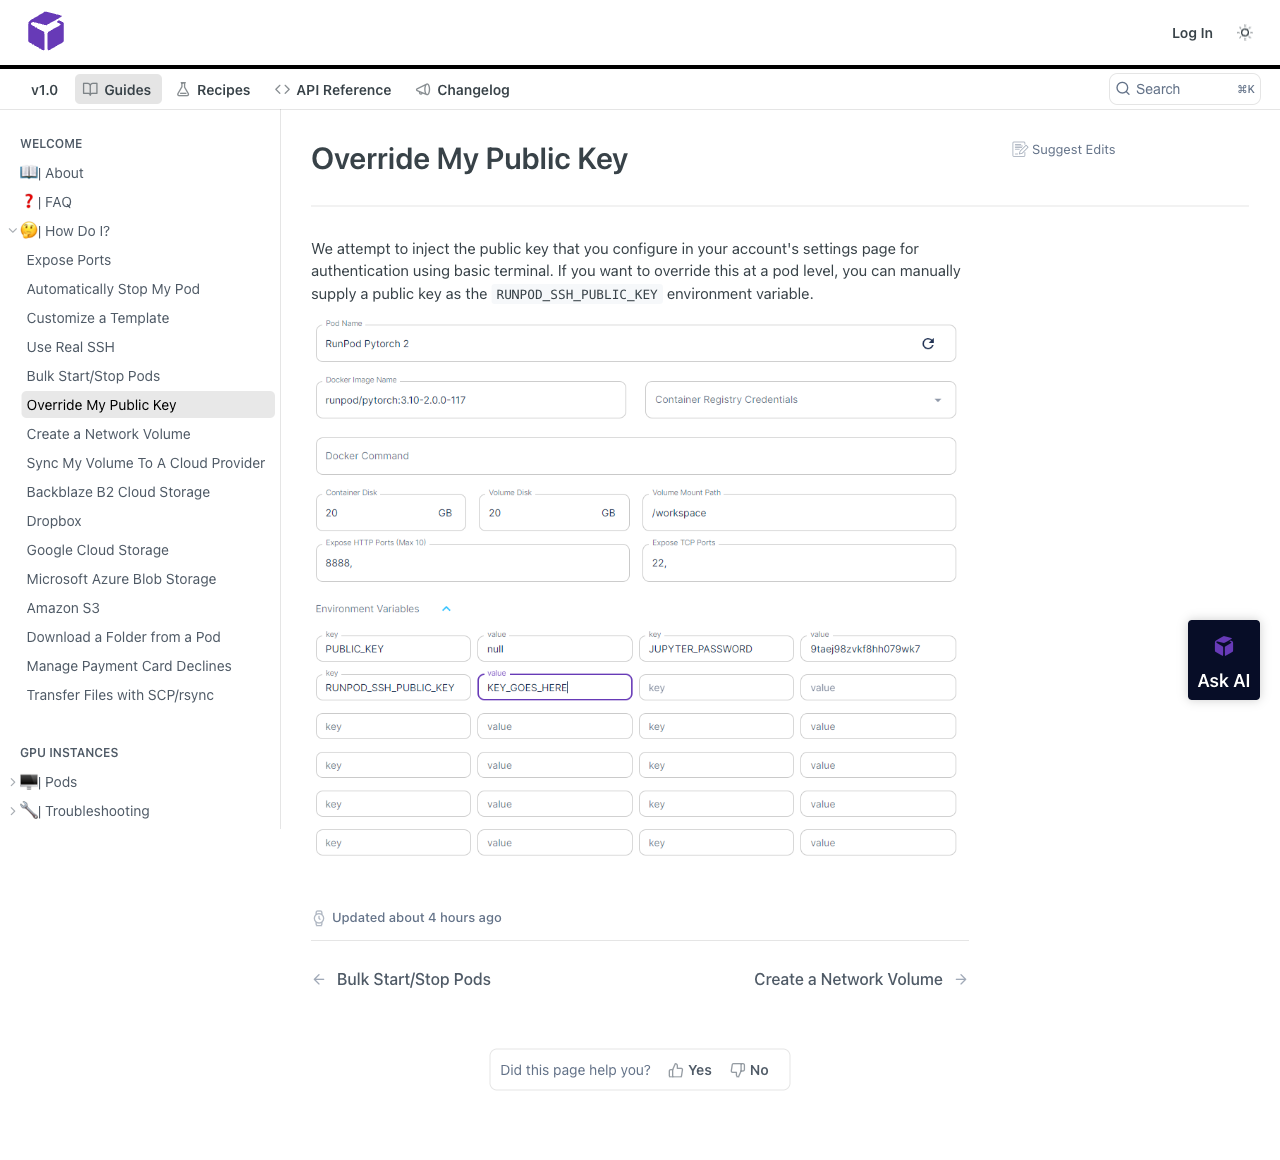 Log In
v1.0
Guides
Recipes
API Reference
Changelog
Search
⌘K
WELCOME
| About
| FAQ
| How Do I?
Expose Ports
Automatically Stop My Pod
Customize a Template
Use Real SSH
Bulk Start/Stop Pods
Override My Public Key
Create a Network Volume
Sync My Volume To A Cloud Provider
Backblaze B2 Cloud Storage
Dropbox
Google Cloud Storage
Microsoft Azure Blob Storage
Amazon S3
Download a Folder from a Pod
Manage Payment Card Declines
Transfer Files with SCP/rsync
GPU INSTANCES
| Pods
| Troubleshooting
Override My Public Key
Suggest Edits
We attempt to inject the public key that you configure in your account's settings page for
authentication using basic terminal. If you want to override this at a pod level, you can manually
supply a public key as the RUNPOD_SSH_PUBLIC_KEY environment variable.
Pod Name
RunPod Pytorch 2
Docker Image Name
runpod/pytorch:3.10-2.0.0-117
Container Registry Credentials
Docker Command
Container Disk
20 GB
Volume Disk
20 GB
Volume Mount Path
/workspace
Expose HTTP Ports (Max 10)
8888,
Expose TCP Ports
22,
Environment Variables
key value key value
PUBLIC_KEY null JUPYTER_PASSWORD 9taej98zvkf8hh079wk7
key value
RUNPOD_SSH_PUBLIC_KEY KEY_GOES_HERE key value
key value key value
key value key value
key value key value
key value key value
Updated about 4 hours ago
Bulk Start/Stop Pods
Create a Network Volume
Did this page help you? Yes No
Ask AI